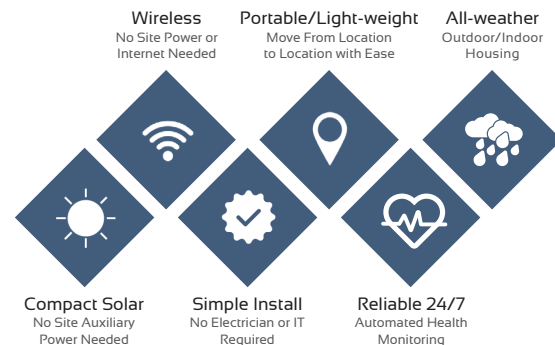 Wireless
No Site Power or
Internet Needed
Portable/Light-weight
Move From Location
to Location with Ease
All-weather
Outdoor/Indoor
Housing
Compact Solar
No Site Auxiliary
Power Needed
Simple Install
No Electrician or IT
Required
Reliable 24/7
Automated Health
Monitoring